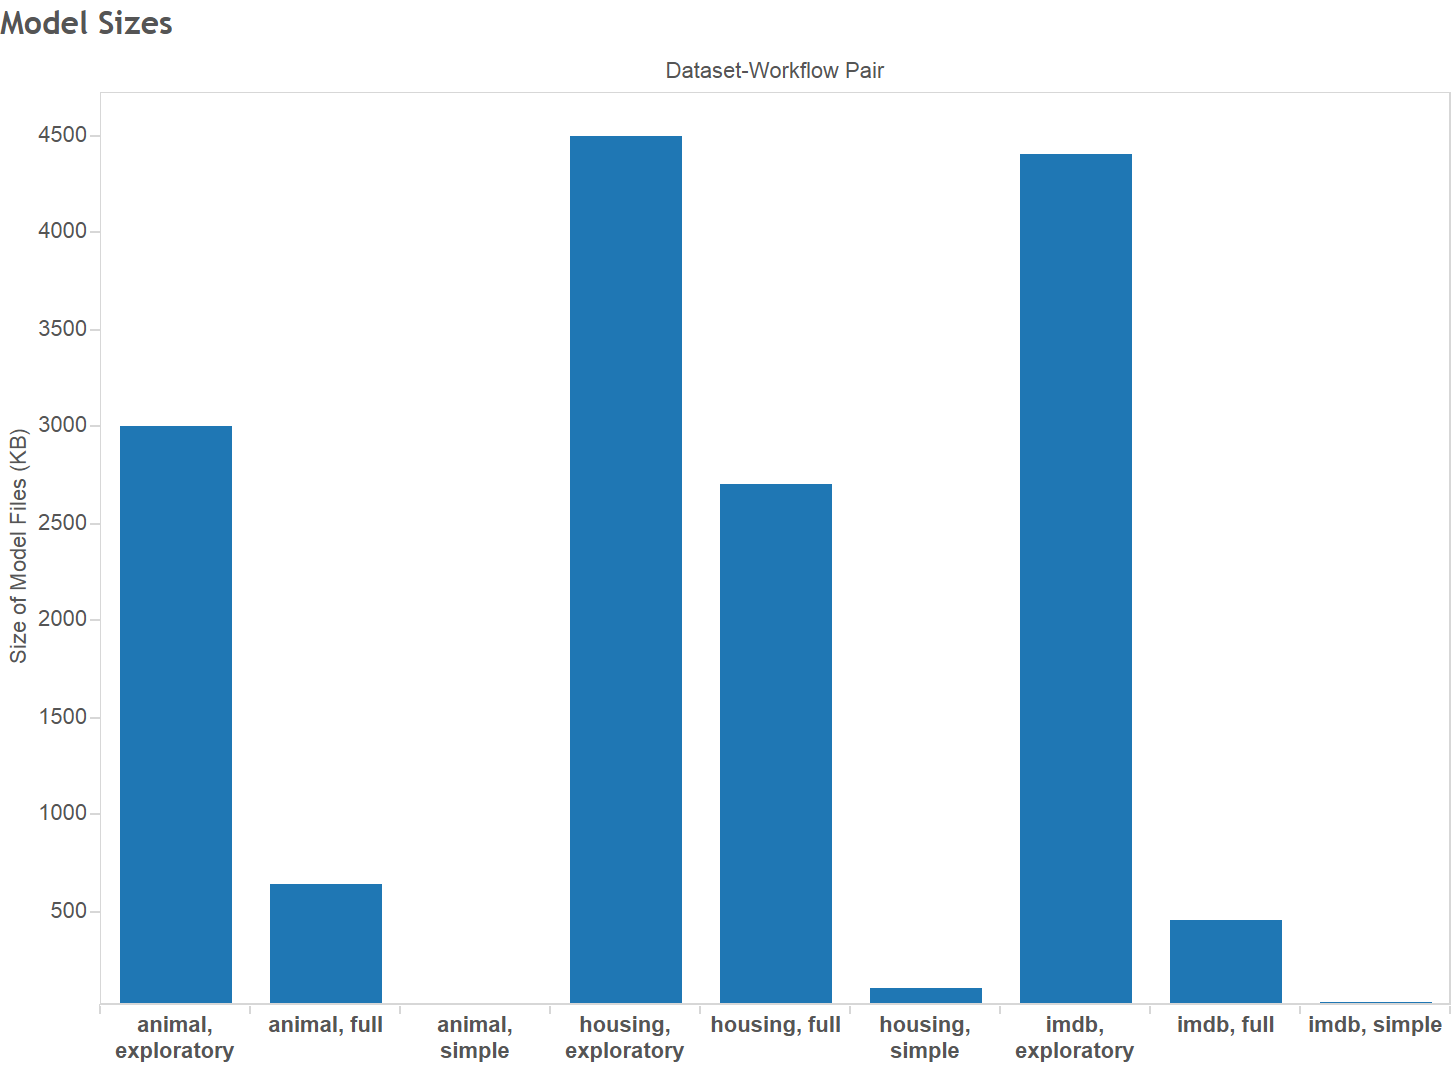 Model Sizes
Dataset-Workflow Pair
4500
4000
3500
3000
2500
2000
1500
1000
500
Size of Model Files (KB)
animal,
exploratory
animal, full
animal,
simple
housing,
exploratory
housing, full
housing,
simple
imdb,
exploratory
imdb, full
imdb, simple